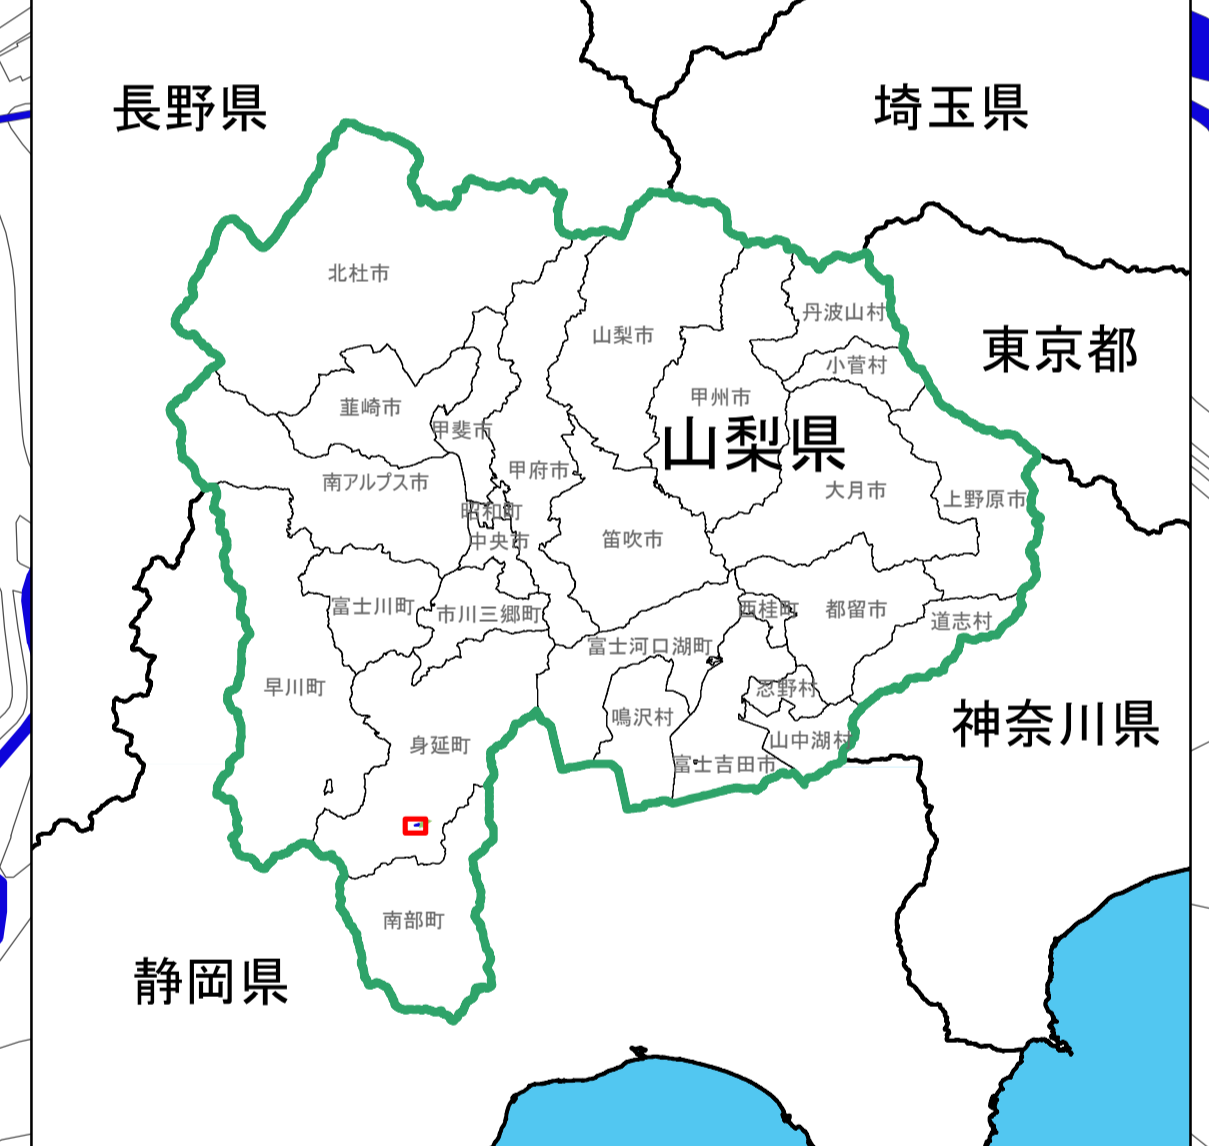 長野県
埼玉県
北杜市
丹波山村
山梨市
東京都
小菅村
甲州市
韮崎市
甲斐市
山梨県
甲府市
南アルプス市
大月市
上野原市
昭和町
中央市
笛吹市
富士川町
市川三郷町
西桂町
都留市
道志村
富士河口湖町
早川町
忍野村
鳴沢村
神奈川県
身延町
山中湖村
富士吉田市
南部町
静岡県